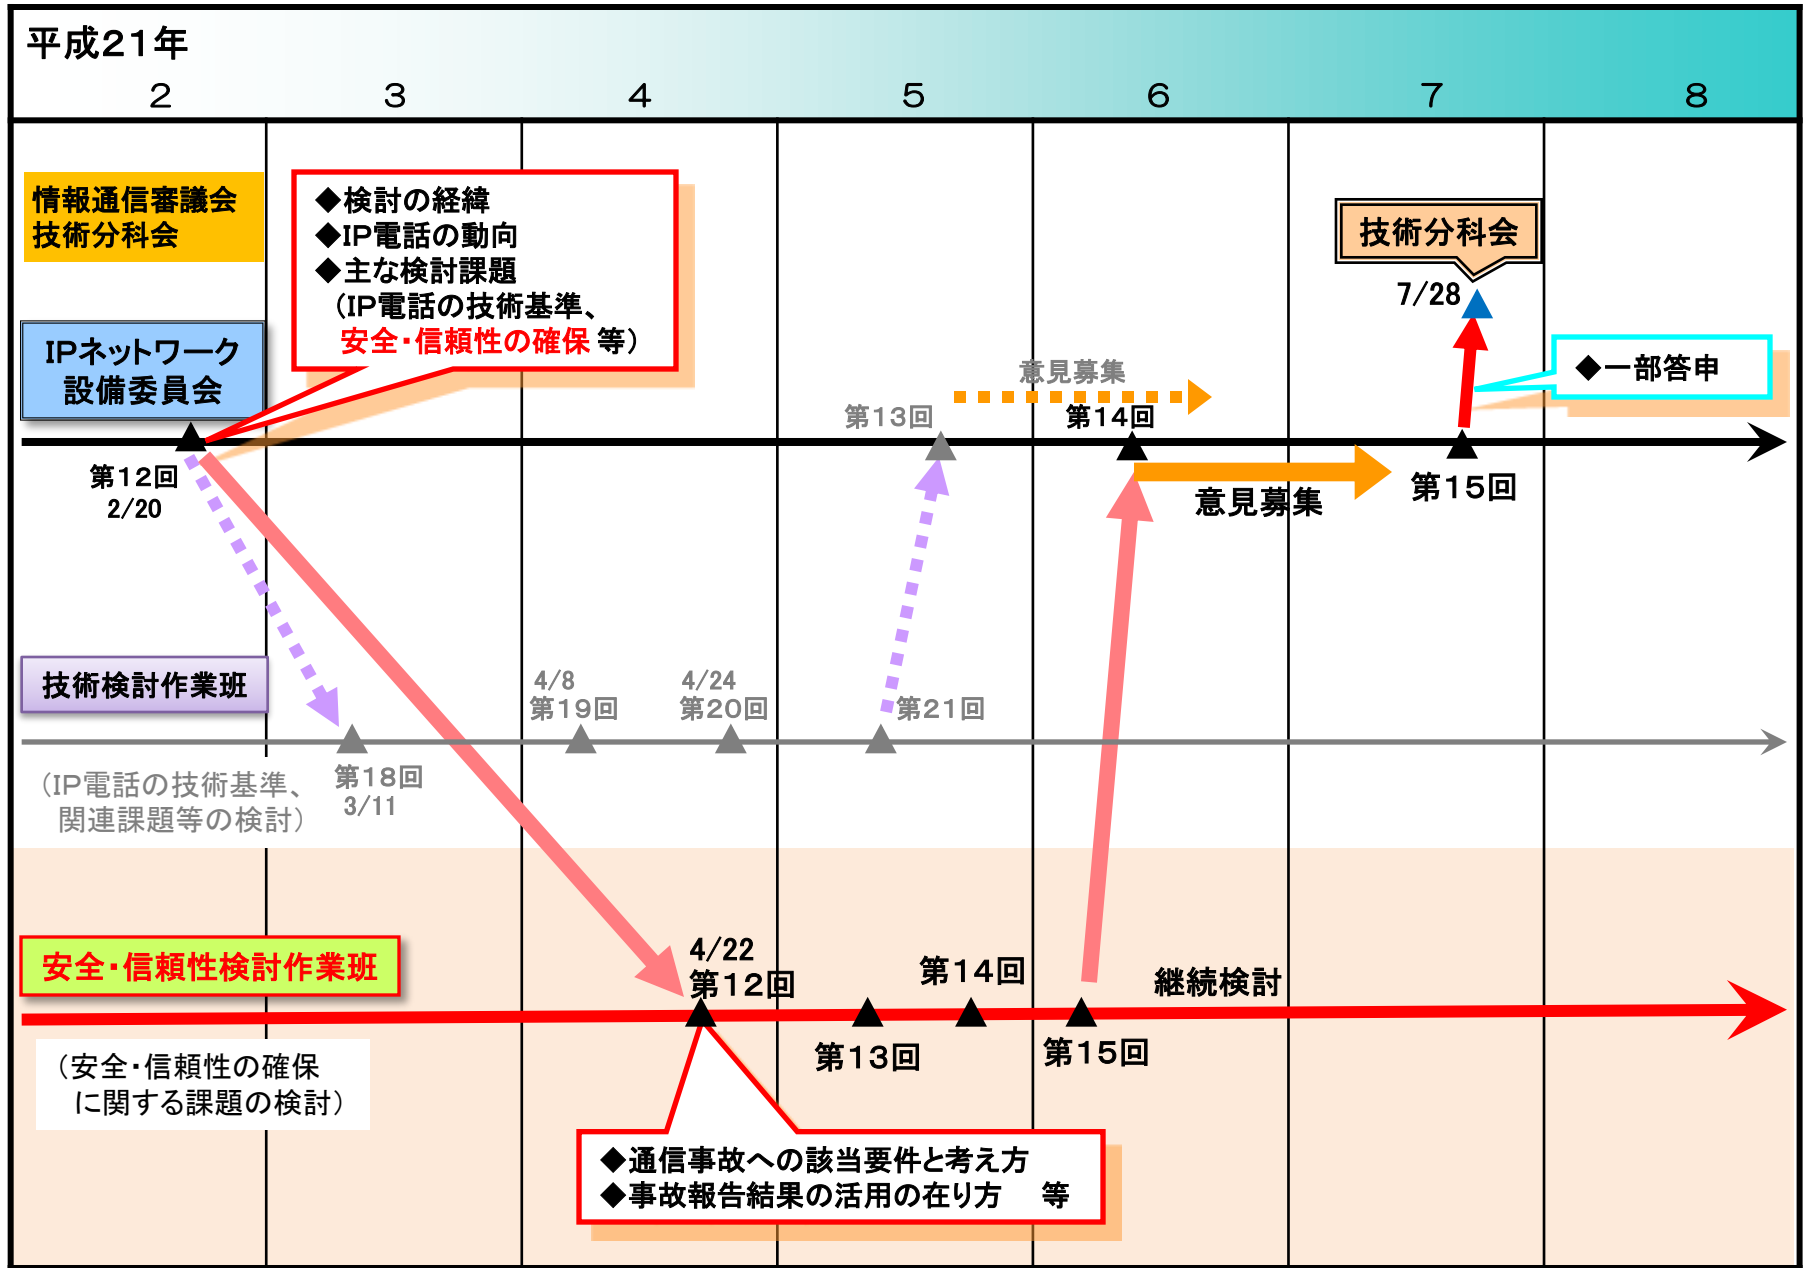 平成21年
2 3 4 5 6 7 8
情報通信審議会
技術分科会
◆検討の経緯
◆IP電話の動向
◆主な検討課題
(IP電話の技術基準、
安全・信頼性の確保 等)
技術分科会
7/28
IPネットワーク
設備委員会
◆一部答申
意見募集
第13回
第14回
第12回
2/20
意見募集
第15回
技術検討作業班
4/8
第19回
4/24
第20回
第21回
(IP電話の技術基準、
関連課題等の検討)
第18回
3/11
安全・信頼性検討作業班
4/22
第12回
第14回
継続検討
第13回
第15回
(安全・信頼性の確保
に関する課題の検討)
◆通信事故への該当要件と考え方
◆事故報告結果の活用の在り方 等